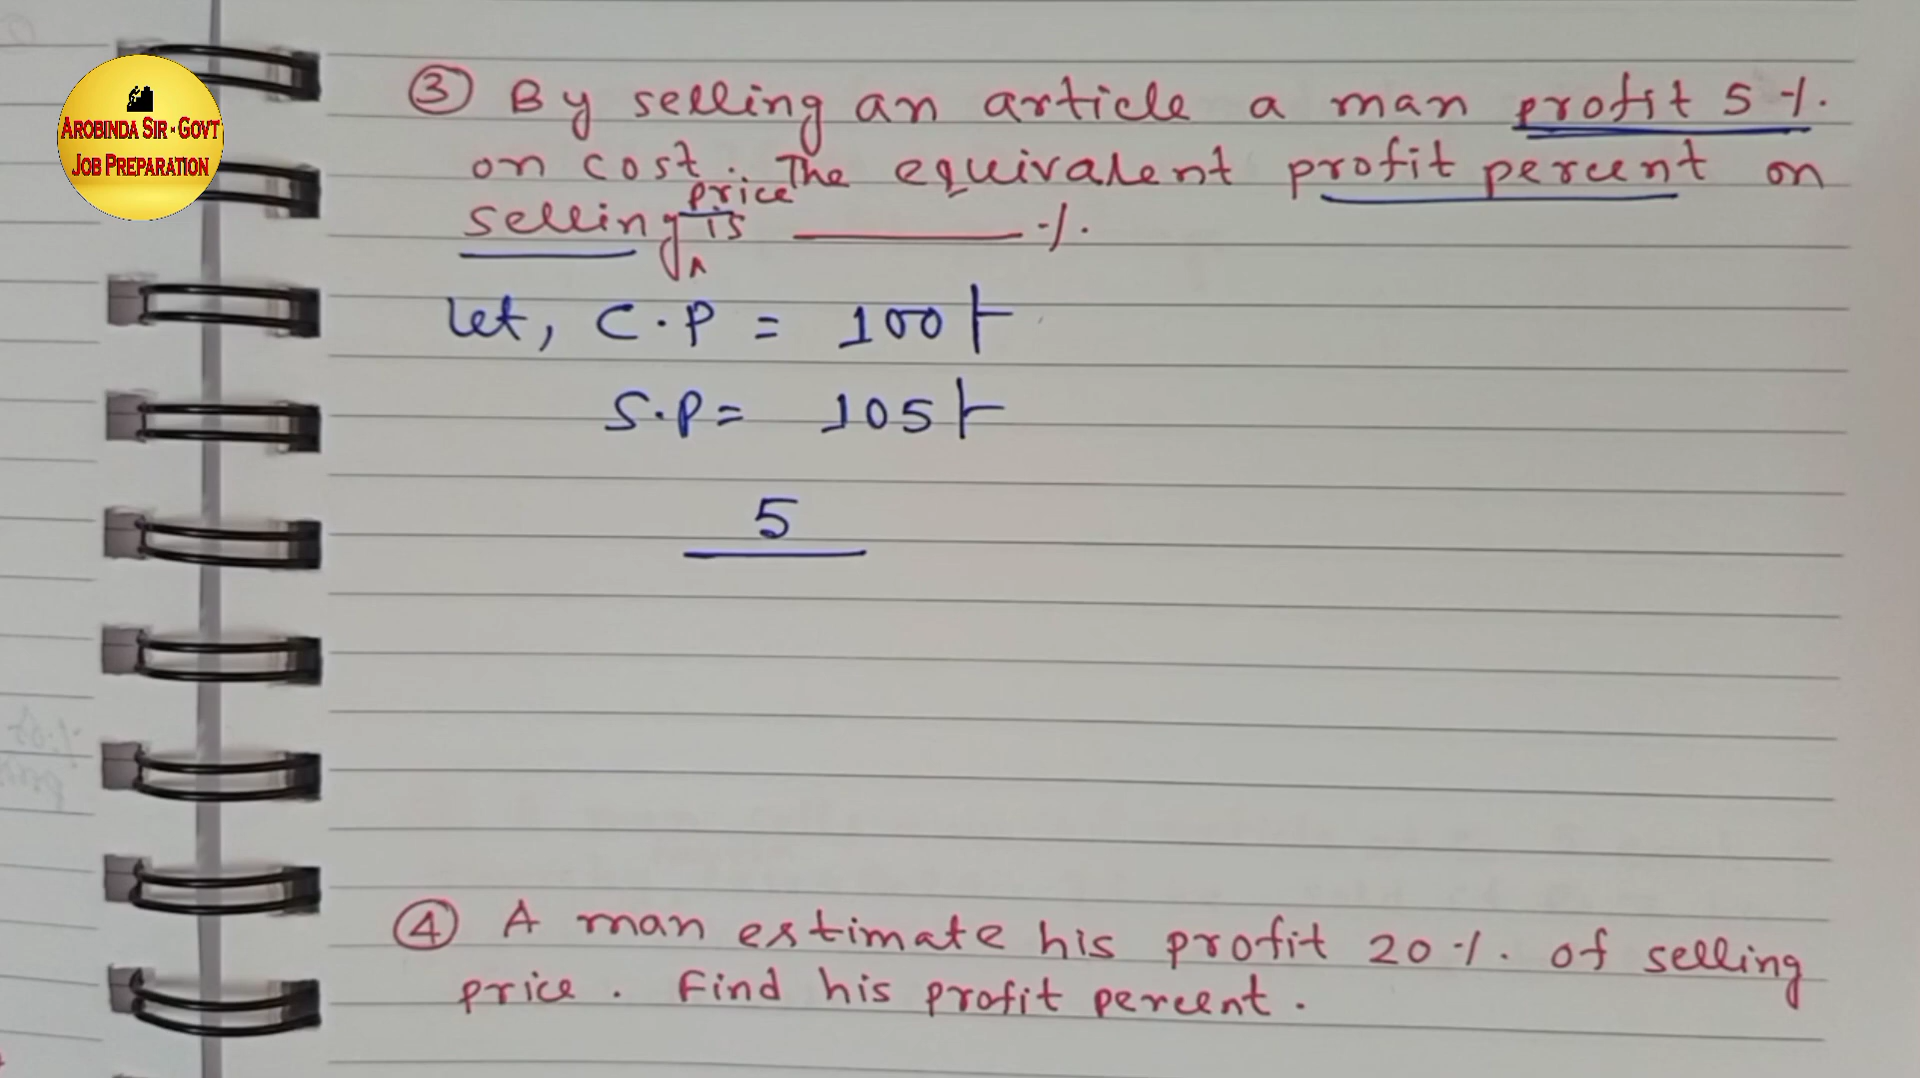 AROBINDA SIR - GOVT
JOB PREPARATION
③ By selling an article a man profit 5%.
on cost. The equivalent profit percent on
price
selling is ______ %.
Let, C.P = 100/-
S.P = 105/-
5
④ A man estimate his profit 20%. of selling
price. Find his profit percent.